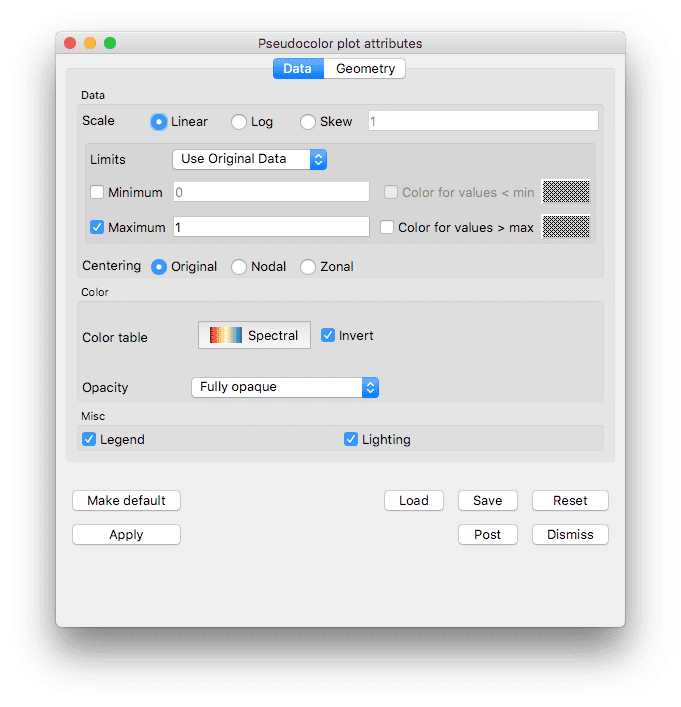 Pseudocolor plot attributes
Data Geometry
Data
Scale Linear Log Skew 1
Limits Use Original Data
Minimum 0 Color for values < min
Maximum 1 Color for values > max
Centering Original Nodal Zonal
Color
Color table Spectral Invert
Opacity Fully opaque
Misc
Legend Lighting
Make default Load Save Reset
Apply Post Dismiss